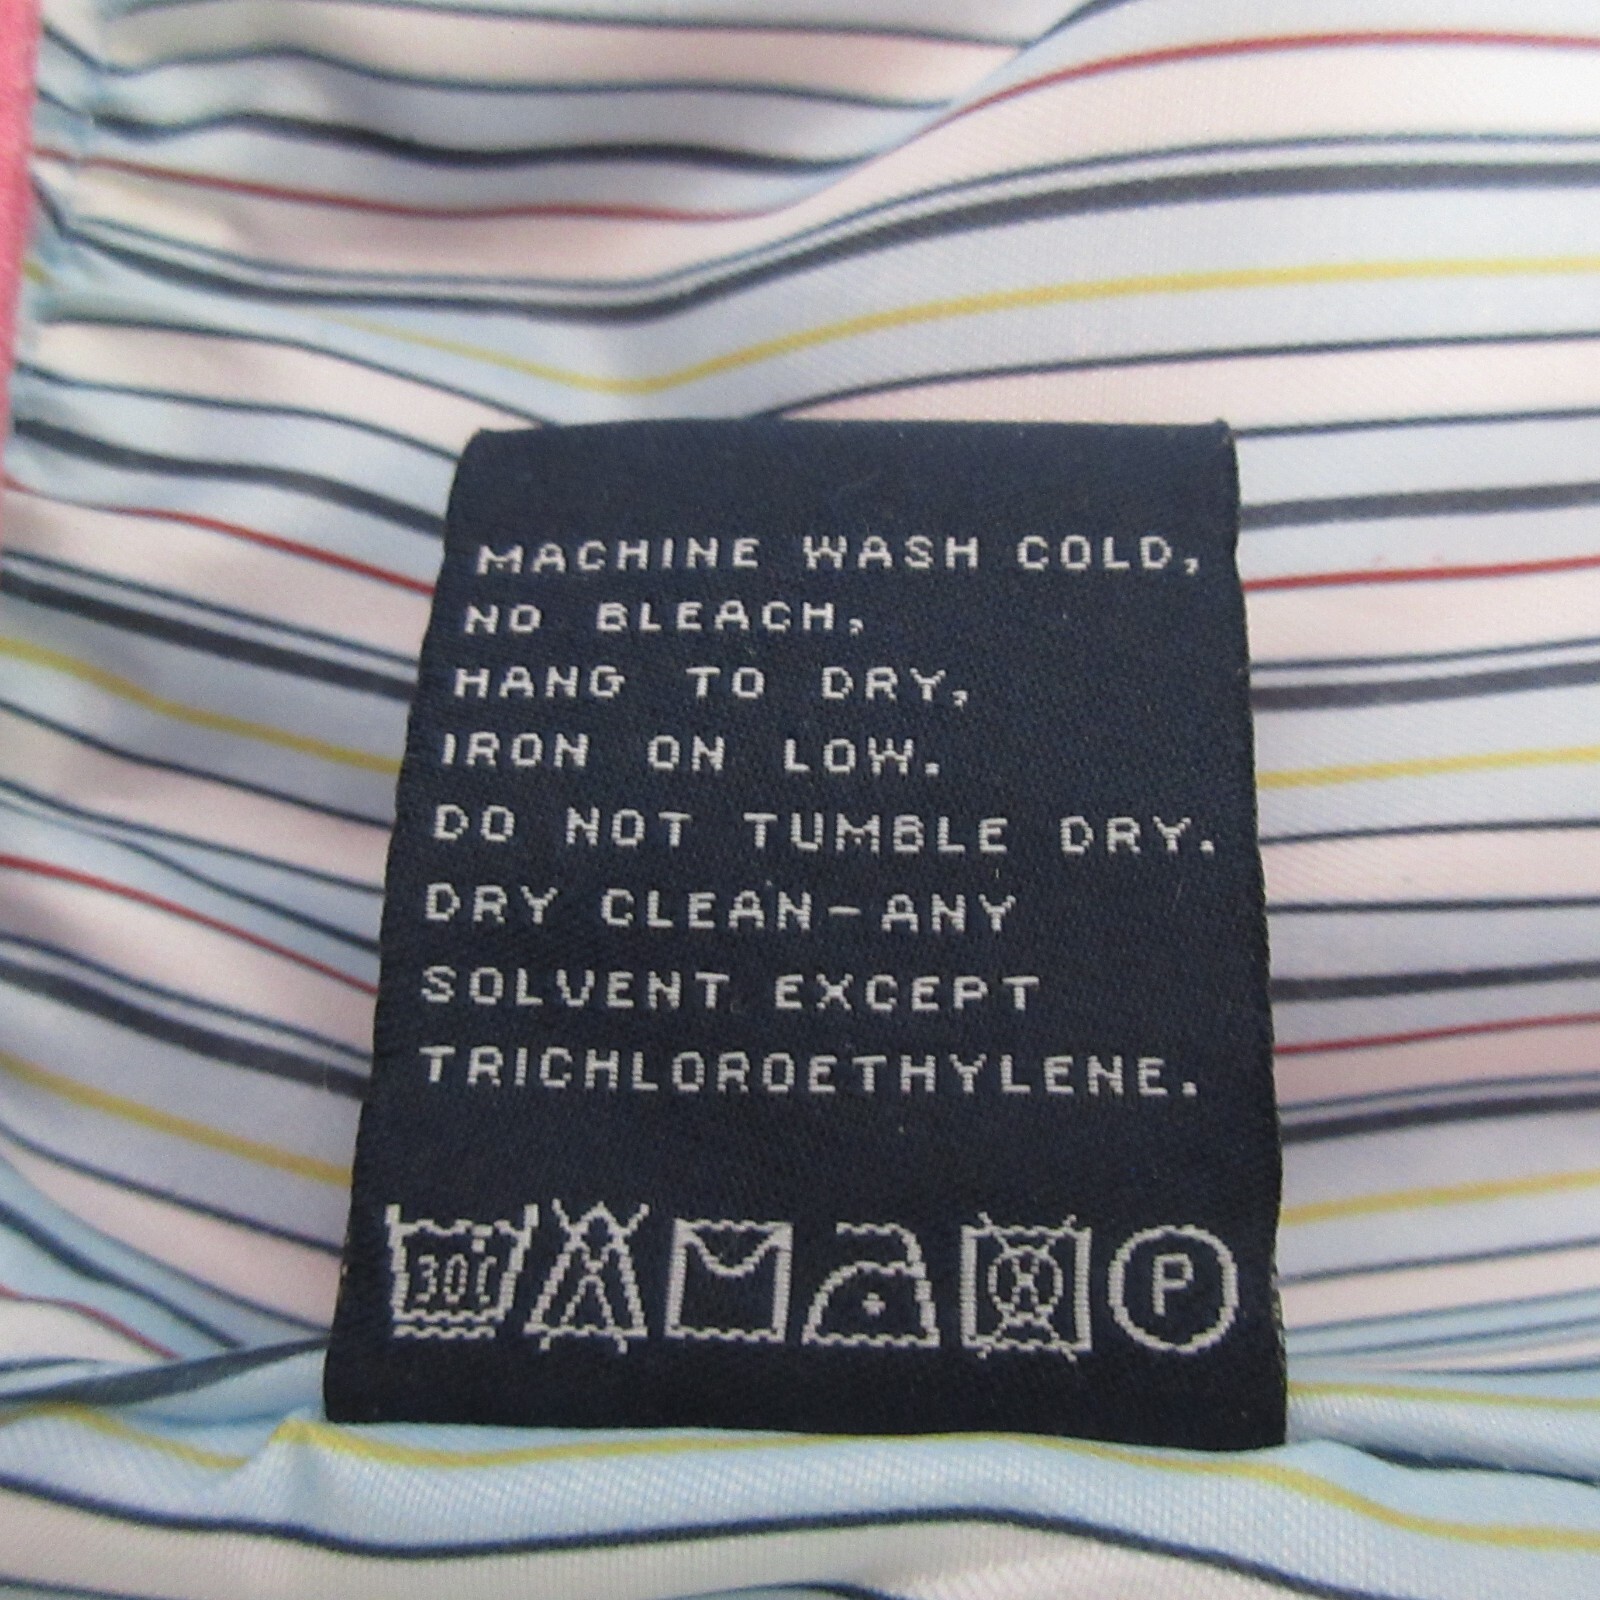 MACHINE WASH COLD,
NO BLEACH,
HANG TO DRY,
IRON ON LOW.
DO NOT TUMBLE DRY.
DRY CLEAN-ANY
SOLVENT EXCEPT
TRICHLOROETHYLENE.
30° P